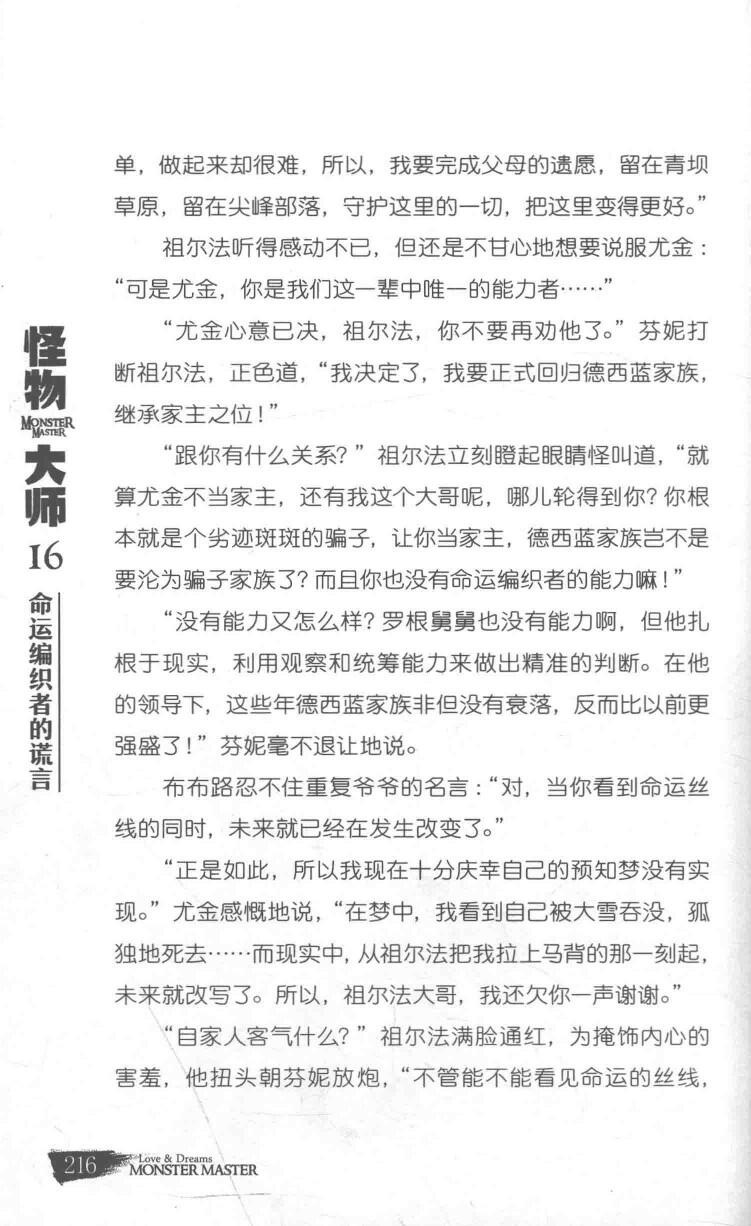 单，做起来却很难，所以，我要完成父母的遗愿，留在青坝
草原，留在尖峰部落，守护这里的一切，把这里变得更好。”
祖尔法听得感动不已，但还是不甘心地想要说服尤金：
“可是尤金，你是我们这一辈中唯一的能力者……”
“尤金心意已决，祖尔法，你不要再劝他了。”芬妮打
断祖尔法，正色道，“我决定了，我要正式回归德西蓝家族，
继承家主之位！”
“跟你有什么关系？”祖尔法立刻瞪起眼睛怪叫道，“就
算尤金不当家主，还有我这个大哥呢，哪儿轮得到你？你根
本就是个劣迹斑斑的骗子，让你当家主，德西蓝家族岂不是
要沦为骗子家族了？而且你也没有命运编织者的能力嘛！”
“没有能力又怎么样？罗根舅舅也没有能力啊，但他扎
根于现实，利用观察和统筹能力来做出精准的判断。在他
的领导下，这些年德西蓝家族非但没有衰落，反而比以前更
强盛了！”芬妮毫不退让地说。
布布路忍不住重复爷爷的名言：“对，当你看到命运丝
线的同时，未来就已经在发生改变了。”
“正是如此，所以我现在十分庆幸自己的预知梦没有实
现。”尤金感慨地说，“在梦中，我看到自己被大雪吞没，孤
独地死去……而现实中，从祖尔法把我拉上马背的那一刻起，
未来就改写了。所以，祖尔法大哥，我还欠你一声谢谢。”
“自家人客气什么？”祖尔法满脸通红，为掩饰内心的
害羞，他扭头朝芬妮放炮，“不管能不能看见命运的丝线，
怪物
MONSTER
MASTER
大师
16
命运编织者的谎言
216
Love & Dreams
MONSTER MASTER